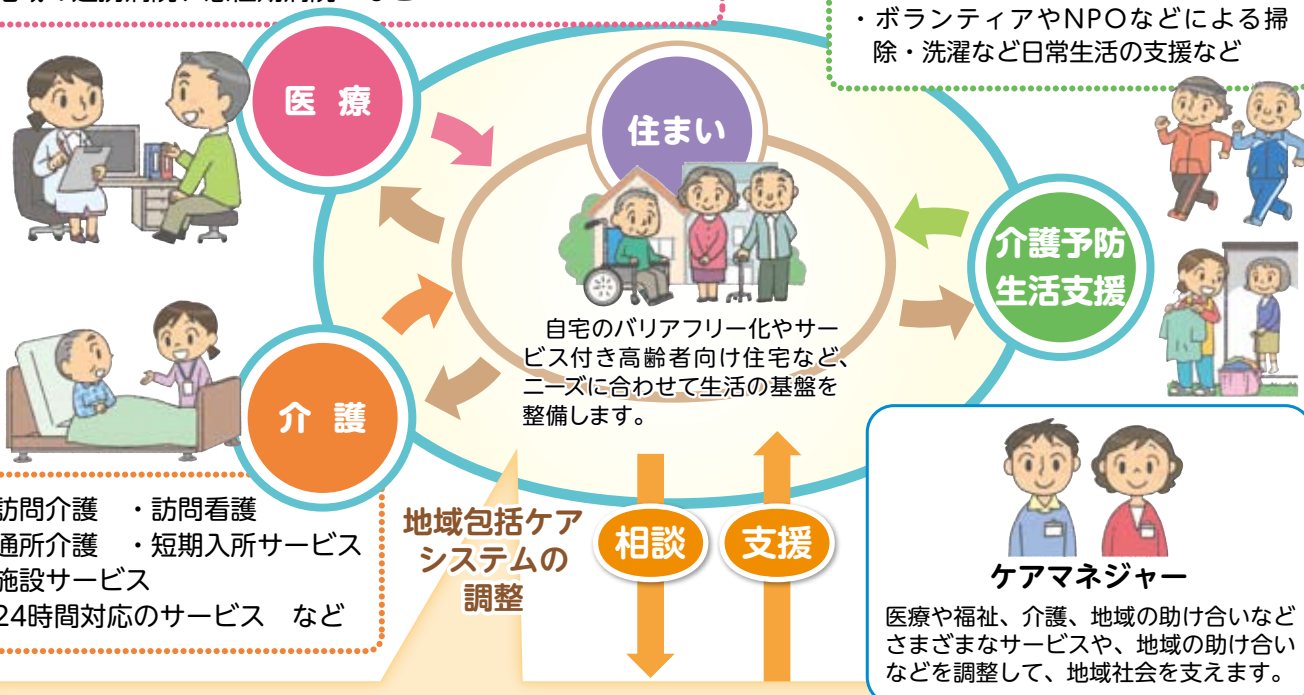 ・ボランティアやNPOなどによる掃
除・洗濯など日常生活の支援など
医 療
住まい
介護予防
生活支援
自宅のバリアフリー化やサー
ビス付き高齢者向け住宅など、
ニーズに合わせて生活の基盤を
整備します。
介 護
訪問介護 ・訪問看護
通所介護 ・短期入所サービス
施設サービス
24時間対応のサービス など
地域包括ケア
システムの
調整
相談
支援
ケアマネジャー
医療や福祉、介護、地域の助け合いなど
さまざまなサービスや、地域の助け合い
などを調整して、地域社会を支えます。